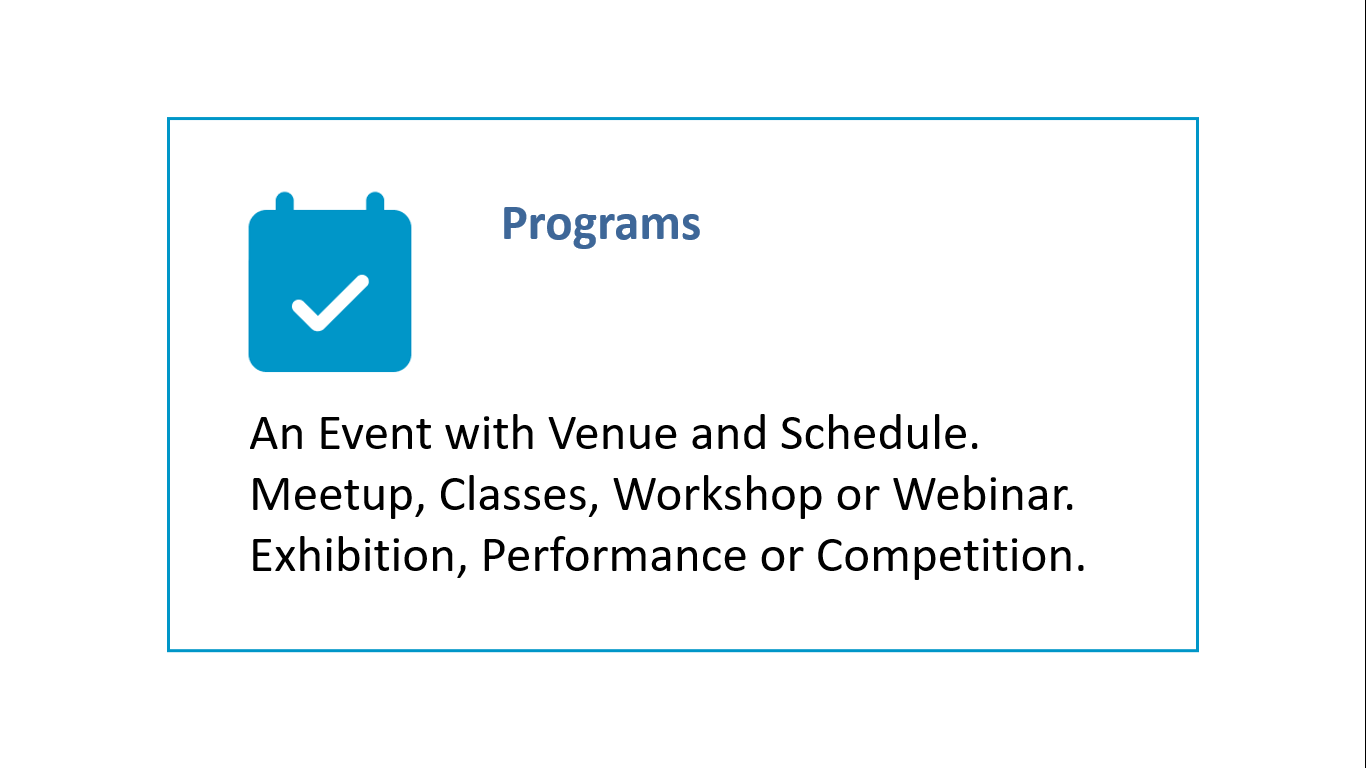 Programs
An Event with Venue and Schedule.
Meetup, Classes, Workshop or Webinar.
Exhibition, Performance or Competition.